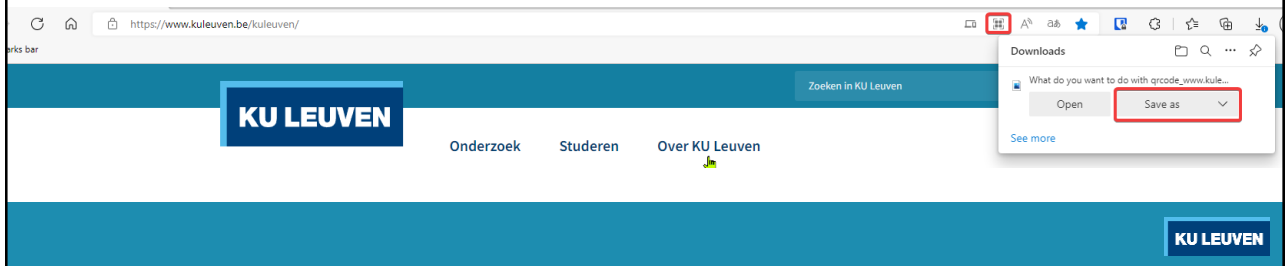 https://www.kuleuven.be/kuleuven/
arks bar
Downloads
What do you want to do with qrcode_www.kule...
Open
Save as
See more
Zoeken in KU Leuven
KU LEUVEN
Onderzoek Studeren Over KU Leuven
KU LEUVEN